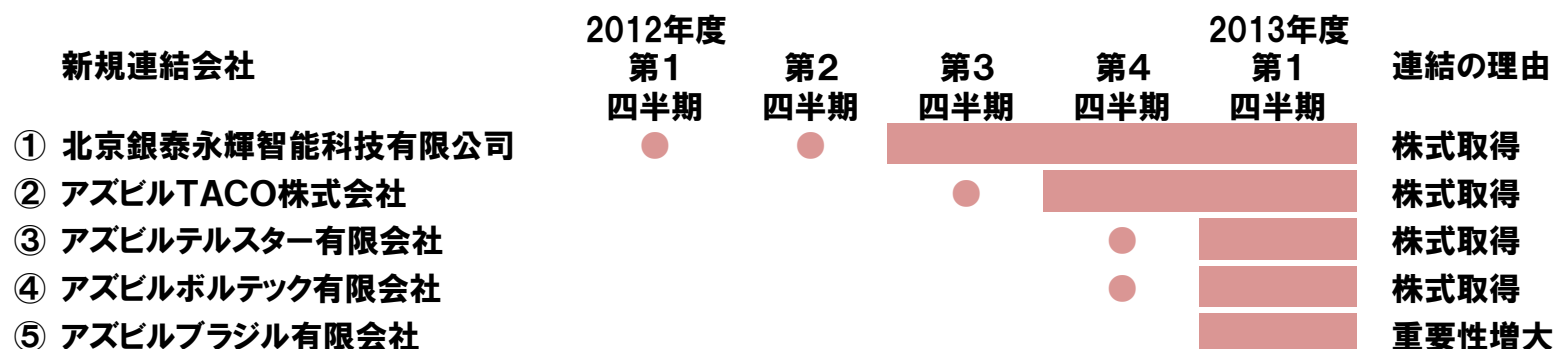 2012年度 2013年度
新規連結会社 第1 第2 第3 第4 第1 連結の理由
四半期 四半期 四半期 四半期 四半期
① 北京銀泰永輝智能科技有限公司 株式取得
② アズビルTACO株式会社 株式取得
③ アズビルテルスター有限会社 株式取得
④ アズビルボルテック有限会社 株式取得
⑤ アズビルブラジル有限会社 重要性増大